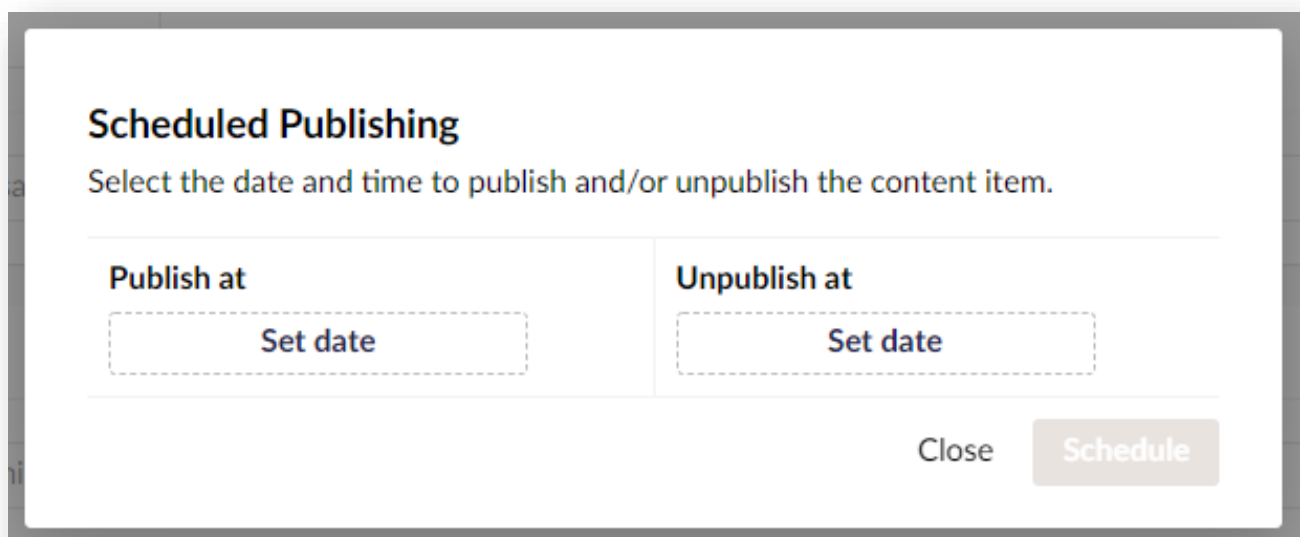 Scheduled Publishing
Select the date and time to publish and/or unpublish the content item.
Publish at
Unpublish at
Set date
Set date
Close
Schedule